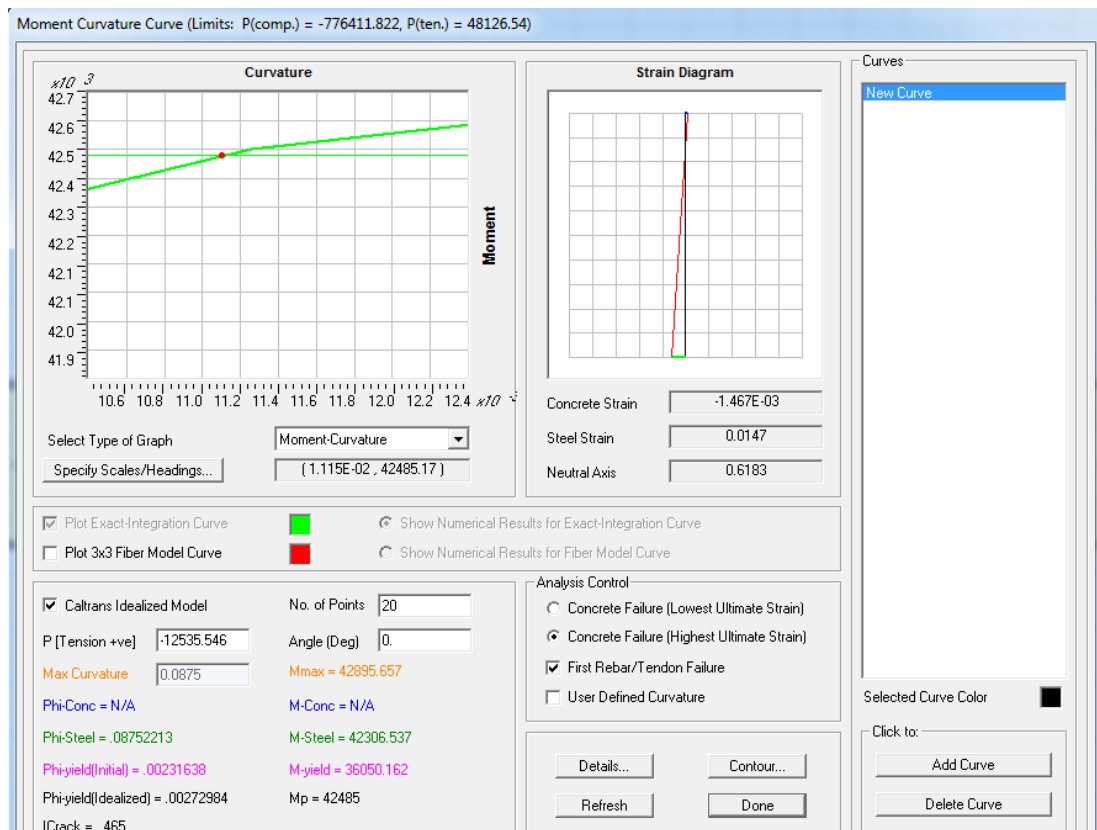 Moment Curvature Curve (Limits: P(comp.) = -776411.822, P(ten.) = 48126.54)
Curvature
x10 3
42.7
42.6
42.5
42.4
42.3
42.2
42.1
42.1
42.0
41.9
Moment
10.6 10.8 11.0 11.2 11.4 11.6 11.8 12.0 12.2 12.4 x10 -3
Select Type of Graph Moment-Curvature
Specify Scales/Headings... ( 1.115E-02 , 42485.17 )
Strain Diagram
Concrete Strain -1.467E-03
Steel Strain 0.0147
Neutral Axis 0.6183
Plot Exact-Integration Curve Show Numerical Results for Exact-Integration Curve
Plot 3x3 Fiber Model Curve Show Numerical Results for Fiber Model Curve
Caltrans Idealized Model No. of Points 20
P [Tension +ve] -12535.546 Angle (Deg) 0.
Max Curvature 0.0875 Mmax = 42895.657
Phi-Conc = N/A M-Conc = N/A
Phi-Steel = .08752213 M-Steel = 42306.537
Phi-yield(Initial) = .00231638 M-yield = 36050.162
Phi-yield(Idealized) = .00272984 Mp = 42485
ICrack = .465
Analysis Control
Concrete Failure (Lowest Ultimate Strain)
Concrete Failure (Highest Ultimate Strain)
First Rebar/Tendon Failure
User Defined Curvature
Details... Contour...
Refresh Done
Curves
New Curve
Selected Curve Color
Click to:
Add Curve
Delete Curve